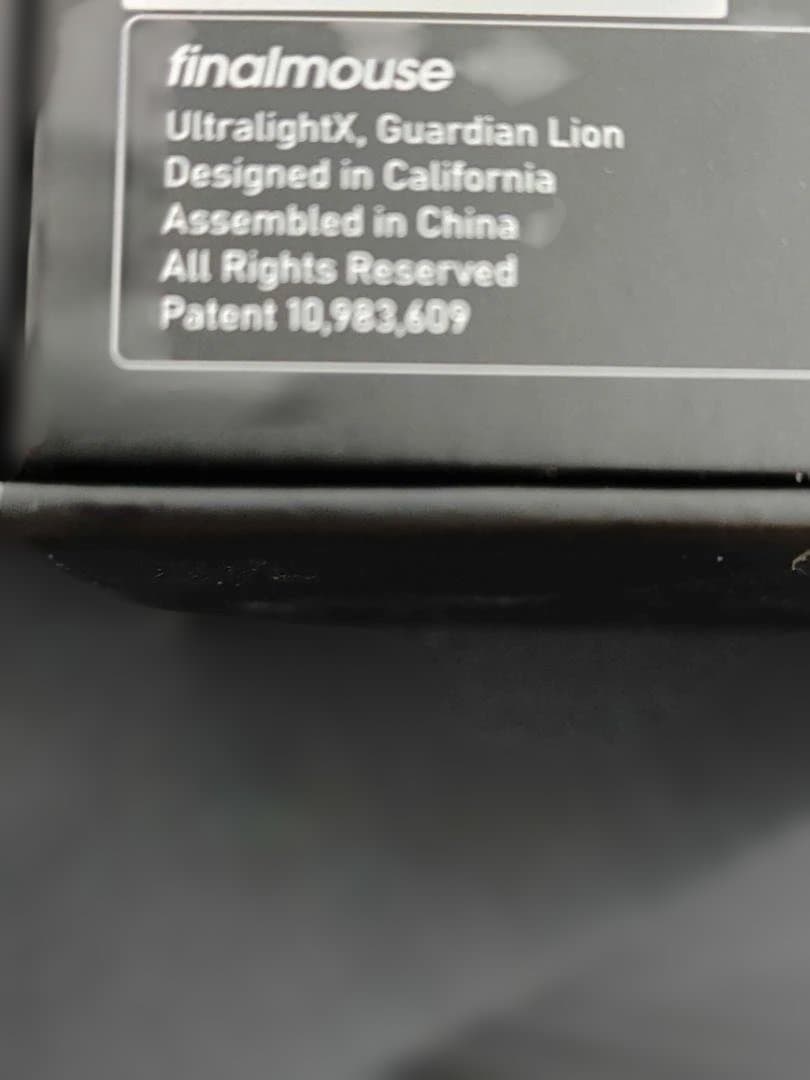 finalmouse
UltralightX, Guardian Lion
Designed in California
Assembled in China
All Rights Reserved
Patent 10,983,609